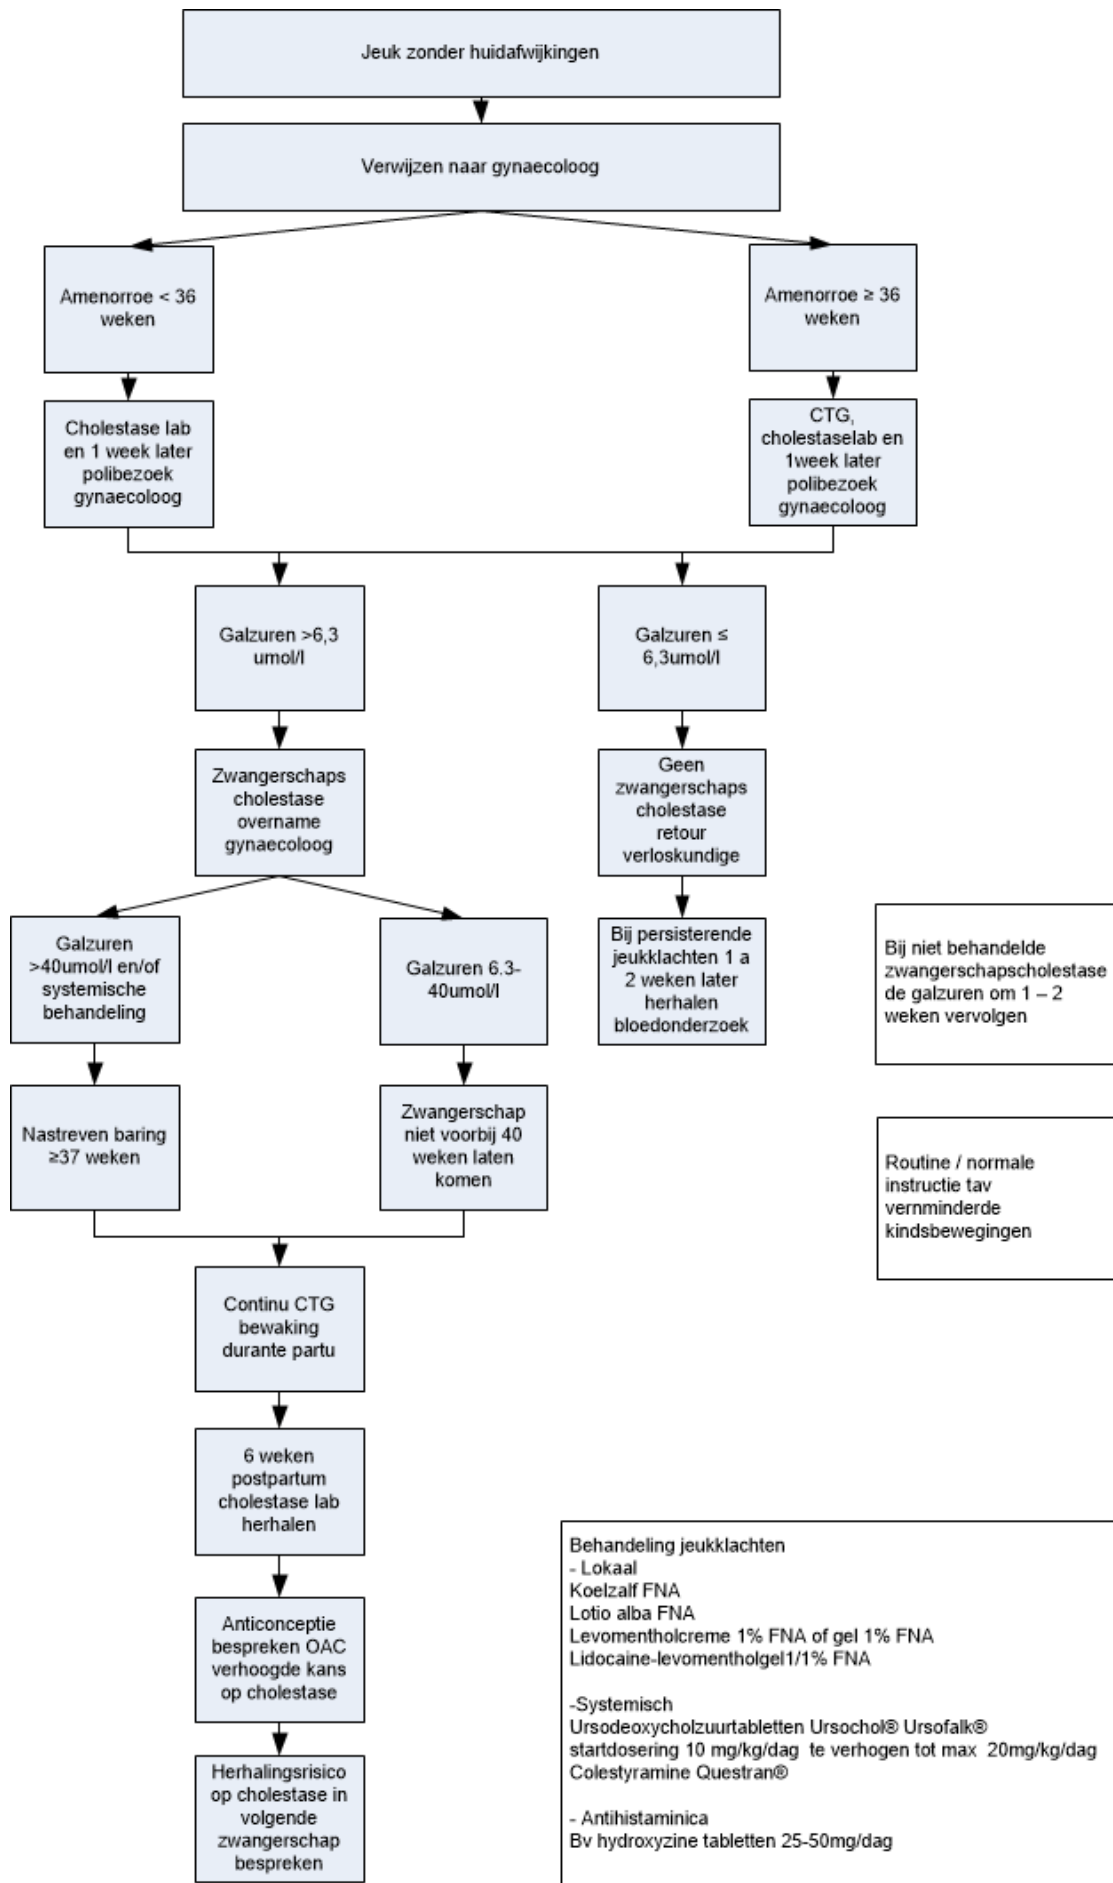 Jeuk zonder huidafwijkingen
Verwijzen naar gynaecoloog
Amenorroe < 36
weken
Amenorroe ≥ 36
weken
Cholestase lab
en 1 week later
polibezoek
gynaecoloog
CTG,
cholestaselab en
1week later
polibezoek
gynaecoloog
Galzuren >6,3
umol/l
Galzuren ≤
6,3umol/l
Zwangerschaps
cholestase
overname
gynaecoloog
Geen
zwangerschaps
cholestase
retour
verloskundige
Galzuren
>40umol/l en/of
systemische
behandeling
Galzuren 6.3-
40umol/l
Bij persisterende
jeukklachten 1 a
2 weken later
herhalen
bloedonderzoek
Bij niet behandelde
zwangerschapscholestase
de galzuren om 1 – 2
weken vervolgen
Nastreven baring
≥37 weken
Zwangerschap
niet voorbij 40
weken laten
komen
Routine / normale
instructie tav
vernminderde
kindsbewegingen
Continu CTG
bewaking
durante partu
6 weken
postpartum
cholestase lab
herhalen
Anticonceptie
bespreken OAC
verhoogde kans
op cholestase
Herhalingsrisico
op cholestase in
volgende
zwangerschap
bespreken
Behandeling jeukklachten
- Lokaal
Koelzalf FNA
Lotio alba FNA
Levomentholcreme 1% FNA of gel 1% FNA
Lidocaine-levomentholgel1/1% FNA
-Systemisch
Ursodeoxycholzuurtabletten Ursochol® Ursofalk®
startdosering 10 mg/kg/dag  te verhogen tot max  20mg/kg/dag
Colestyramine Questran®
- Antihistaminica
Bv hydroxyzine tabletten 25-50mg/dag